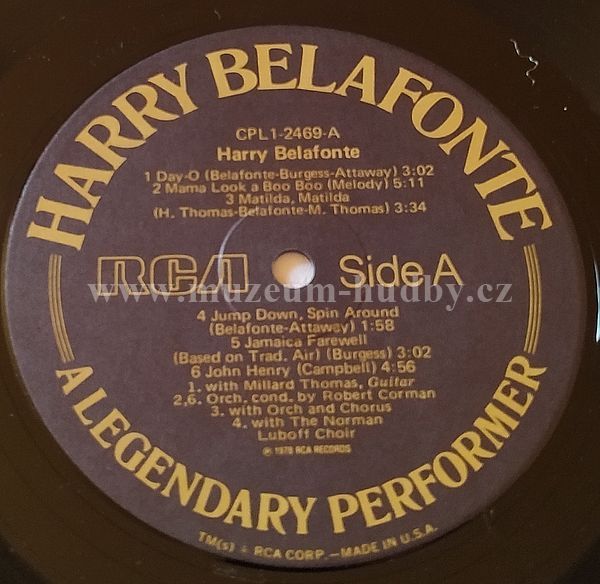 HARRY BELAFONTE
CPL1-2469-A
Harry Belafonte
1 Day-O (Belafonte-Burgess-Attaway) 3:02
2 Mama Look a Boo Boo (Melody) 5:11
3 Matilda, Matilda
(H. Thomas-Belafonte-M. Thomas) 3:34
RCA Side A
www.muzeum-hudby.cz
4 Jump Down, Spin Around
(Belafonte-Attaway) 1:58
5 Jamaica Farewell
(Based on Trad. Air) (Burgess) 3:02
6 John Henry (Campbell) 4:56
1. with Millard Thomas, Guitar
2,6. Orch. cond. by Robert Corman
3. with Orch and Chorus
4. with The Norman
Luboff Choir
℗ 1978 RCA RECORDS
A LEGENDARY PERFORMER
TM(s) ® RCA CORP.—MADE IN U.S.A.